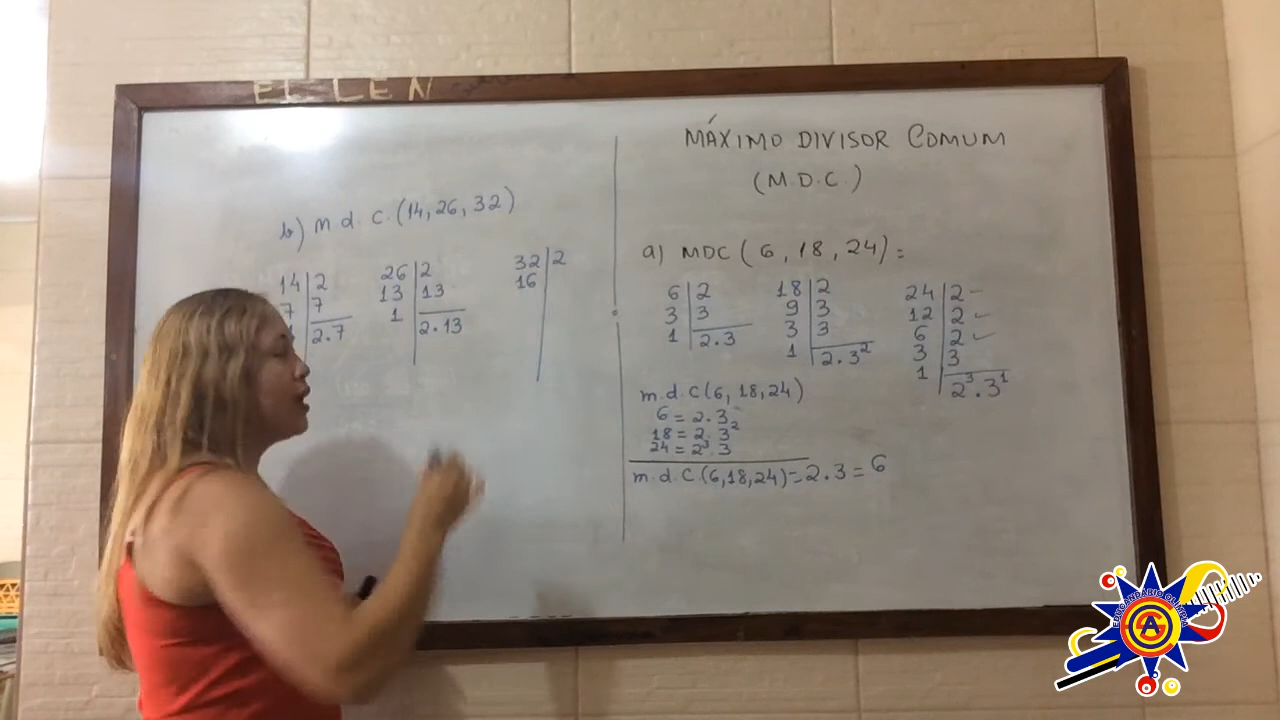 ELLEN
b) m.d.c.(14,26,32)
14|2
7|7
2.7
26|2
13|13
1
2.13
32|2
16
MÁXIMO DIVISOR COMUM
(M.D.C.)
a) MDC (6,18,24)=
6|2
3|3
1
2.3
18|2
9|3
3|3
1
2.3²
24|2
12|2
6|2
3|3
1
2³.3¹
m.d.c(6,18,24)
6 = 2.3
18 = 2.3²
24 = 2³.3
m.d.c.(6,18,24)=2.3=6
EDUCANDÁRIO OLINDA
A